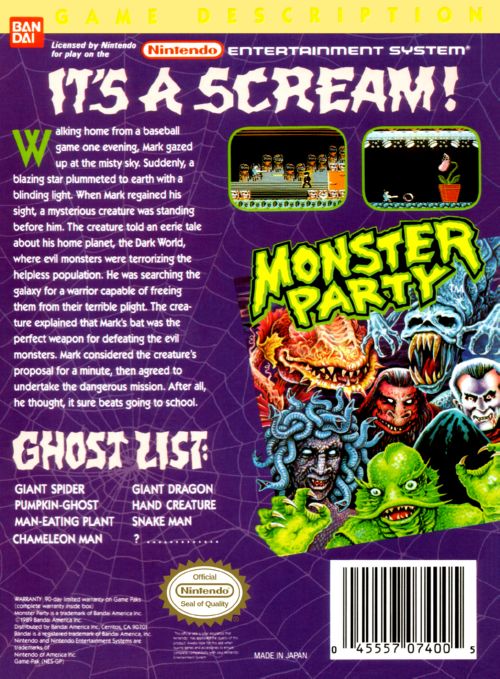 GAME DESCRIPTION
BAN
DAI
Licensed by Nintendo
for play on the
Nintendo ENTERTAINMENT SYSTEM®
IT'S A SCREAM!
Walking home from a baseball
game one evening, Mark gazed
up at the misty sky. Suddenly, a
blazing star plummeted to earth with a
blinding light. When Mark regained his
sight, a mysterious creature was standing
before him. The creature told an eerie tale
about his home planet, the Dark World,
where evil monsters were terrorizing the
helpless population. He was searching the
galaxy for a warrior capable of freeing
them from their terrible plight. The crea-
ture explained that Mark's bat was the
perfect weapon for defeating the evil
monsters. Mark considered the creature's
proposal for a minute, then agreed to
undertake the dangerous mission. After all,
he thought, it sure beats going to school.
MONSTER
PARTY
GHOST LIST:
GIANT SPIDER
PUMPKIN-GHOST
MAN-EATING PLANT
CHAMELEON MAN
GIANT DRAGON
HAND CREATURE
SNAKE MAN
? ..............
WARRANTY: 90-day limited warranty on Game Paks
(complete warranty inside box)
Monster Party is a trademark of Bandai America Inc.
©1989 Bandai America Inc.
Distributed by Bandai America Inc., Cerritos, CA 90701
Bandai is a registered trademark of Bandai America, Inc.
Nintendo and Nintendo Entertainment Systems are
trademarks of
Nintendo of America Inc.
Game-Pak (NES-GP)
Official
Nintendo
Seal of Quality
MADE IN JAPAN
0 45557 07400 5